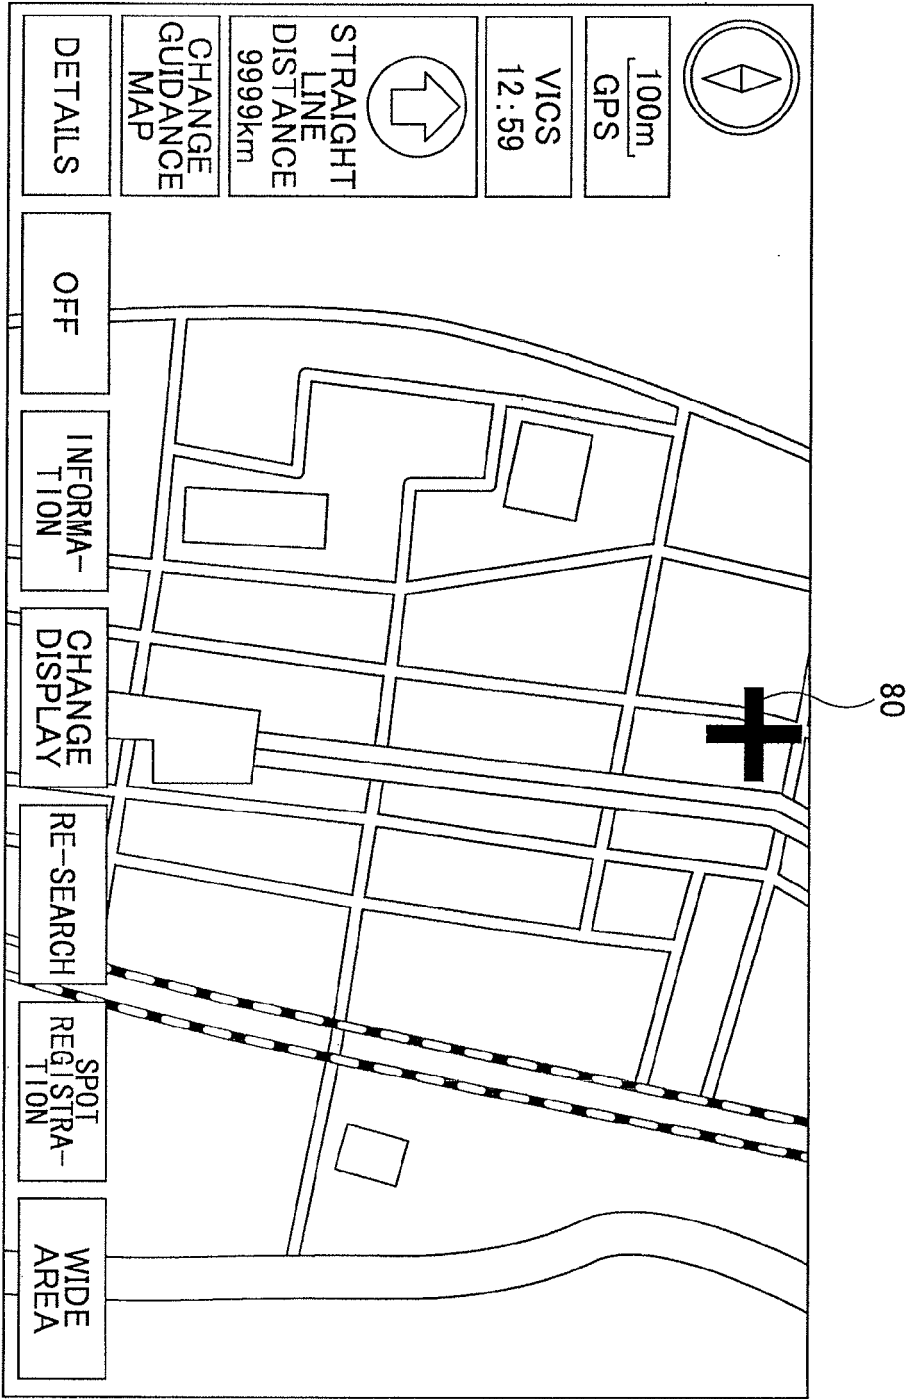 80
100m
GPS
VICS
12:59
STRAIGHT
LINE
DISTANCE
9999km
CHANGE
GUIDANCE
MAP
DETAILS
OFF
INFORMA-
TION
CHANGE
DISPLAY
RE-SEARCH
SPOT
REGISTRA-
TION
WIDE
AREA